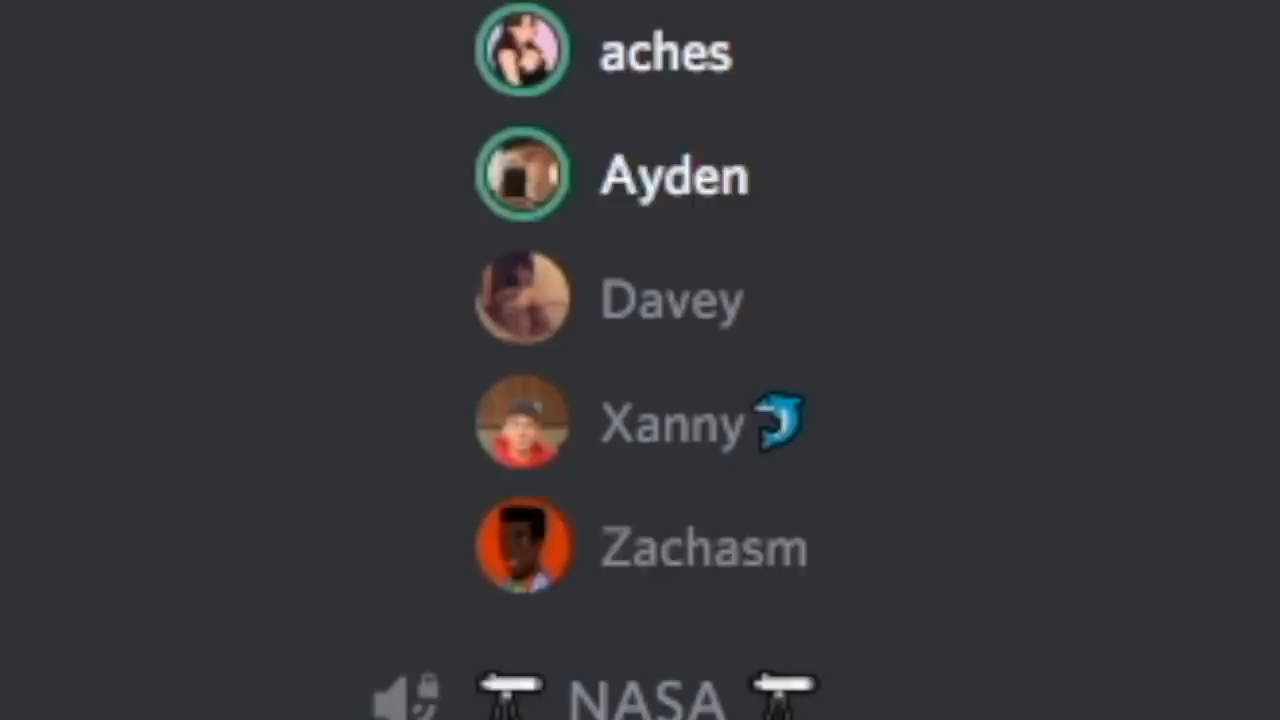 aches
Ayden
Davey
Xanny🐬
Zachasm
🔭 NASA 🔭